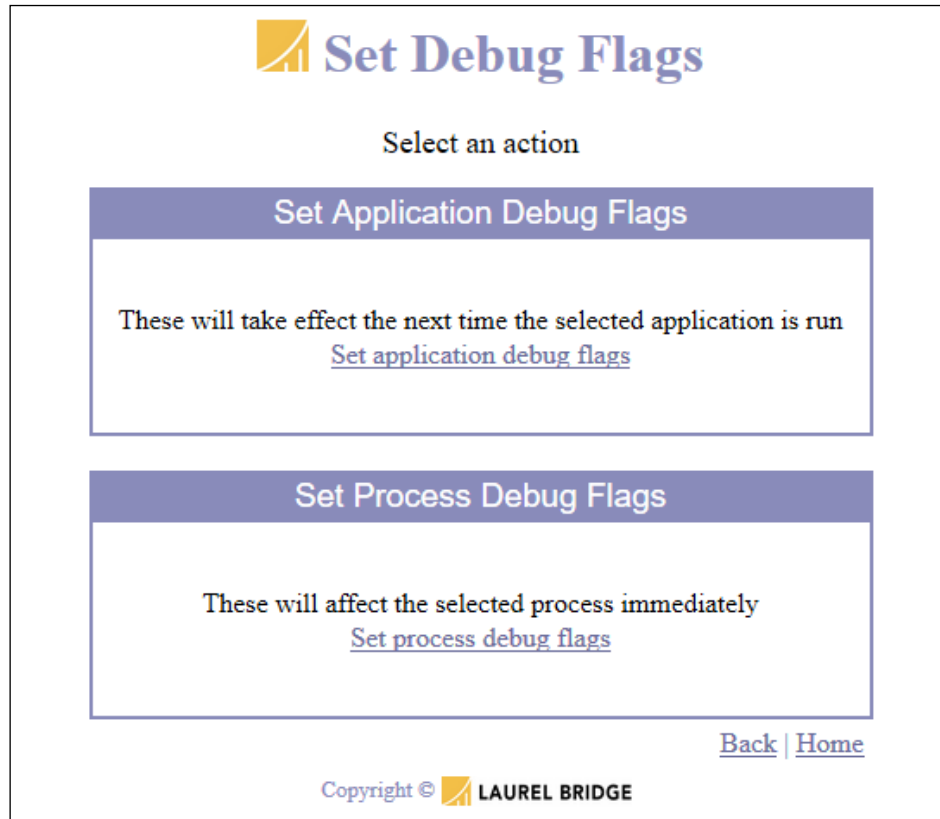 Set Debug Flags
Select an action
Set Application Debug Flags
These will take effect the next time the selected application is run
Set application debug flags
Set Process Debug Flags
These will affect the selected process immediately
Set process debug flags
Back | Home
Copyright © LAUREL BRIDGE